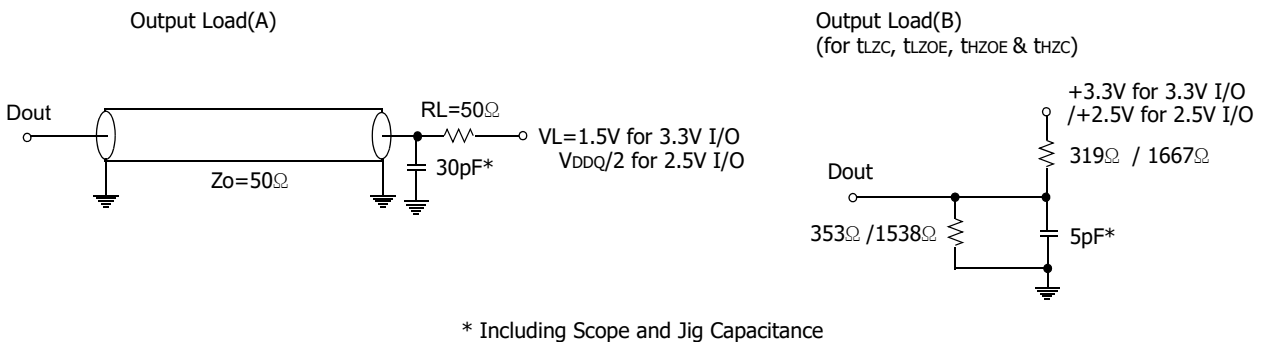 Output Load(A)
Dout
Zo=50Ω
RL=50Ω
30pF*
VL=1.5V for 3.3V I/O
VDDQ/2 for 2.5V I/O
Output Load(B)
(for tLZC, tLZOE, tHZOE & tHZC)
+3.3V for 3.3V I/O
/+2.5V for 2.5V I/O
319Ω / 1667Ω
Dout
353Ω /1538Ω
5pF*
* Including Scope and Jig Capacitance